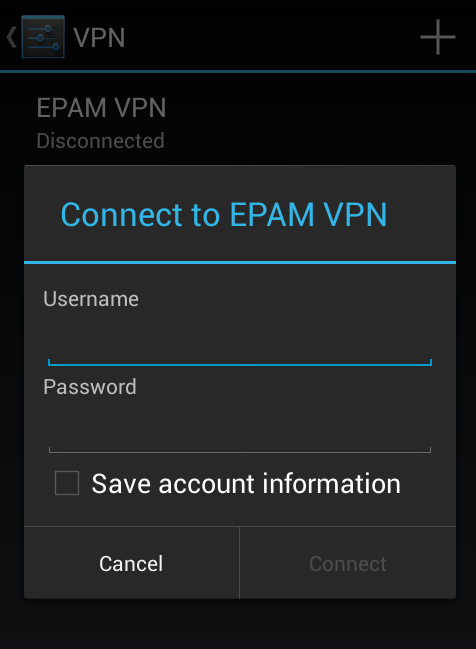 VPN
EPAM VPN
Disconnected
Connect to EPAM VPN
Username
Password
Save account information
Cancel
Connect